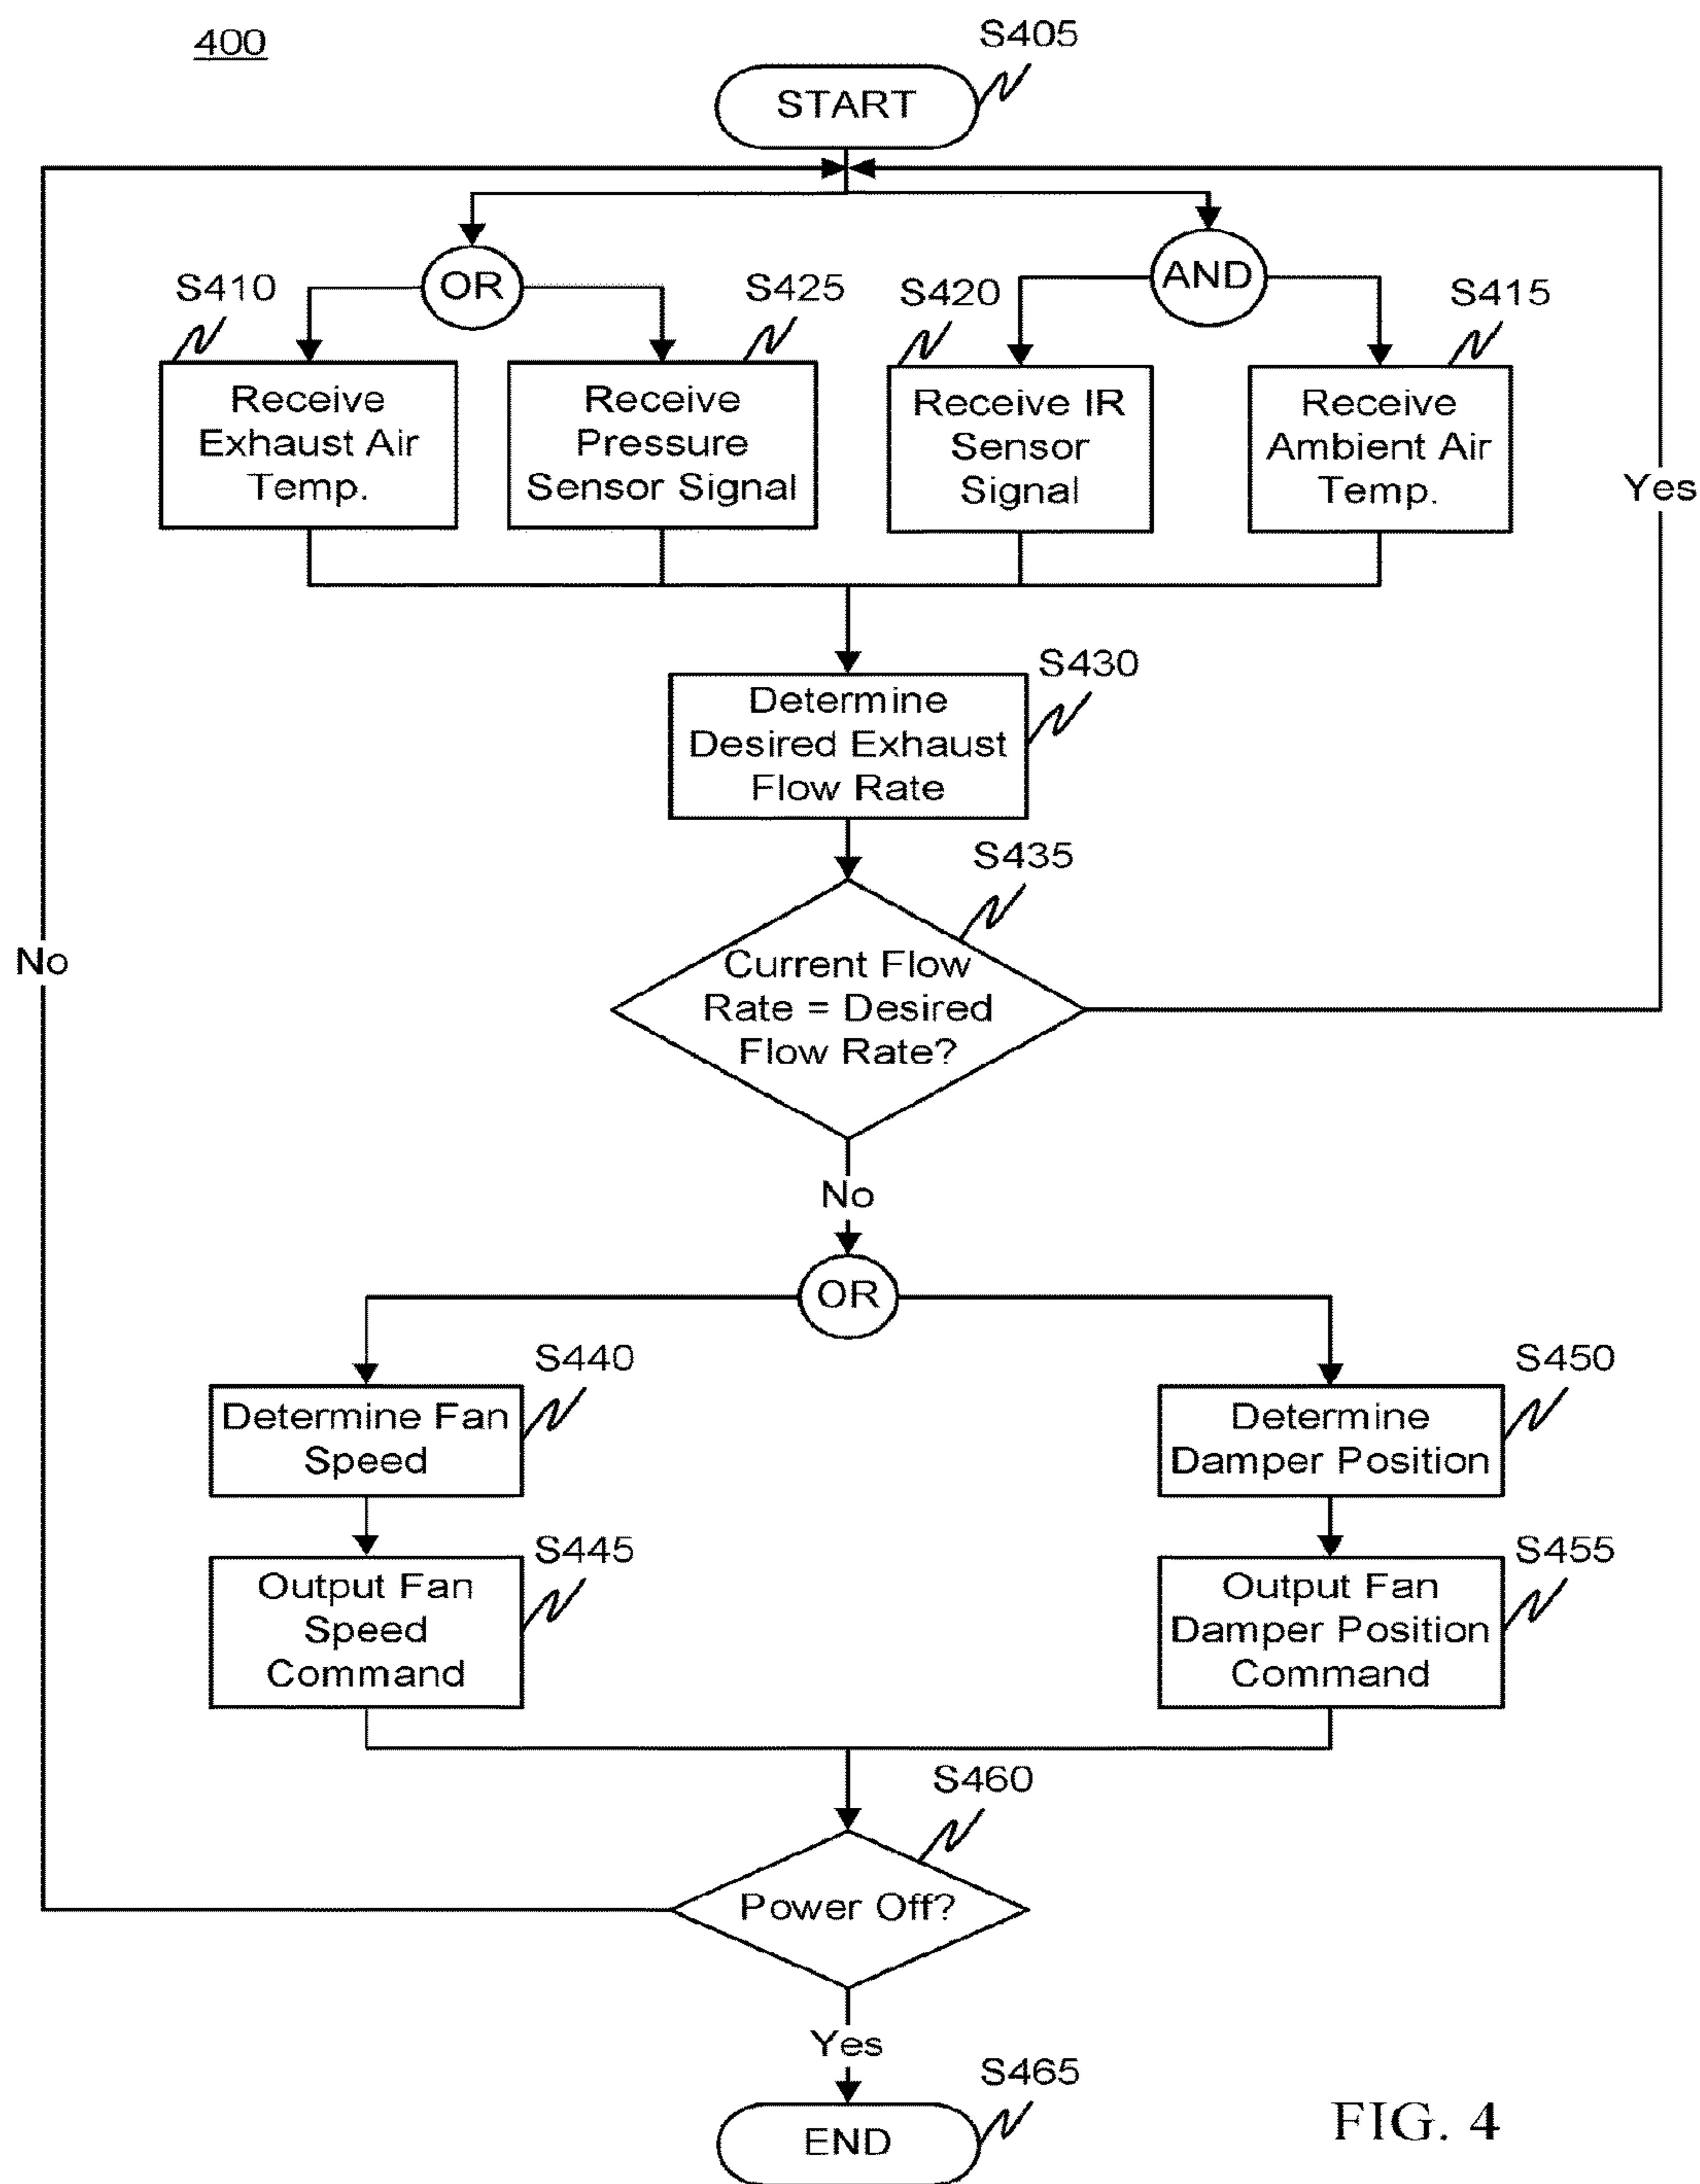 400
S405
START
OR
AND
S410
S425
S420
S415
Receive
Exhaust Air
Temp.
Receive
Pressure
Sensor Signal
Receive IR
Sensor
Signal
Receive
Ambient Air
Temp.
Yes
S430
Determine
Desired Exhaust
Flow Rate
S435
Current Flow
Rate = Desired
Flow Rate?
No
No
OR
S440
S450
Determine Fan
Speed
Determine
Damper Position
S445
S455
Output Fan
Speed
Command
Output Fan
Damper Position
Command
S460
Power Off?
Yes
S465
END
FIG. 4